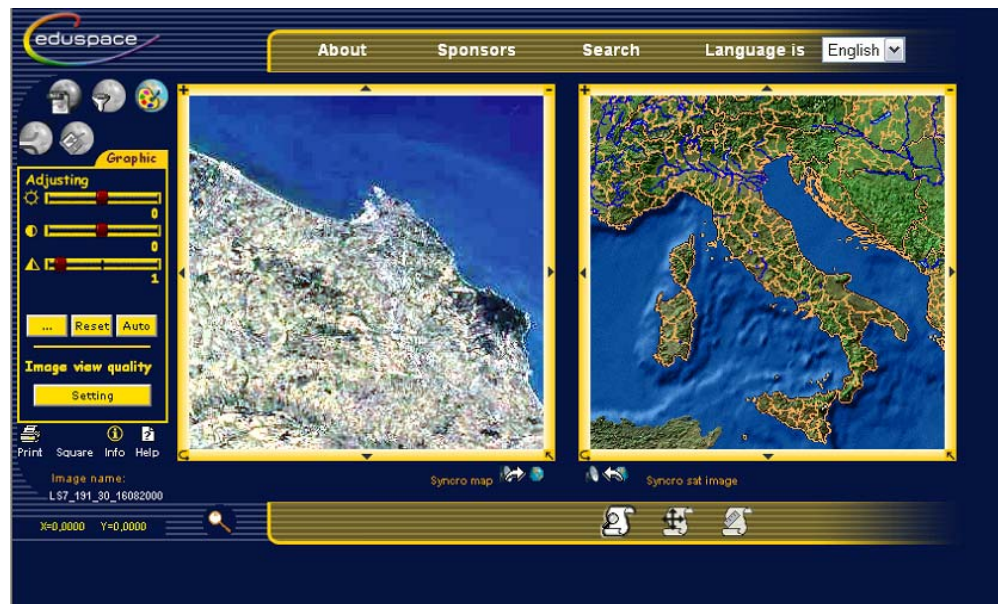 eduspace
About Sponsors Search Language is English
Graphic
Adjusting
0
0
1
... Reset Auto
Image view quality
Setting
Print Square Info Help
Image name:
LS7_191_30_16082000
X=0,0000 Y=0,0000
Syncro map
Syncro sat image